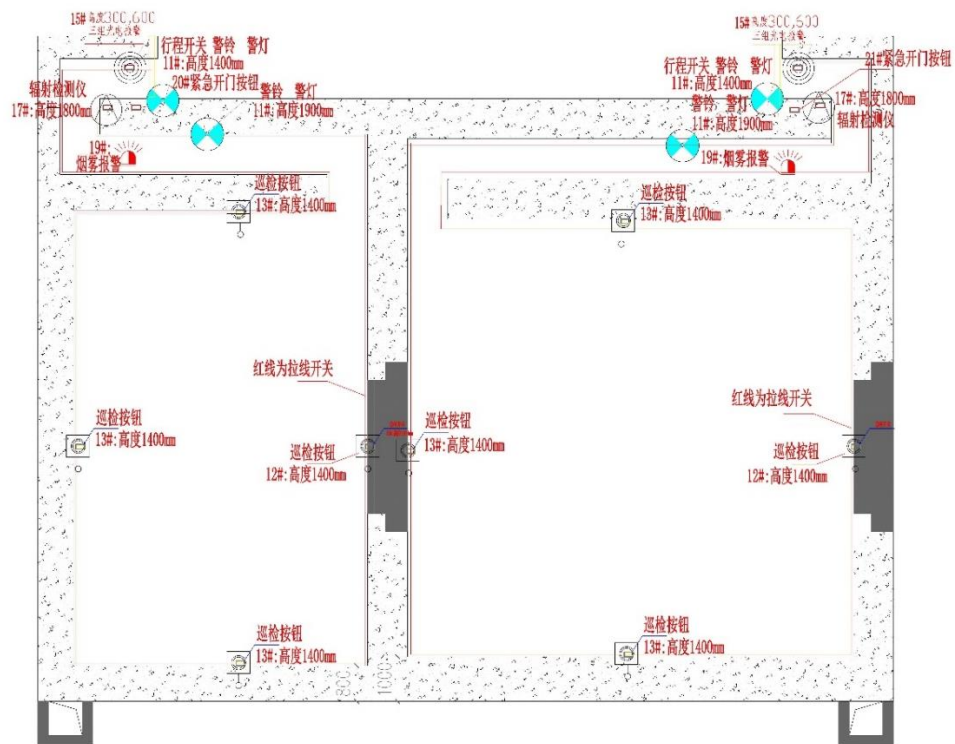 15#高度300,600
三组光电拉警
行程开关 警铃 警灯
11#:高度1400mm
20#紧急开门按钮
辐射检测仪
17#:高度1800mm
警铃 警灯
11#:高度1900mm
19#:
烟雾报警
巡检按钮
13#:高度1400mm
15#高度300,600
三组光电拉警
行程开关 警铃 警灯
11#:高度1400mm
21#紧急开门按钮
警铃 警灯
11#:高度1900mm
17#:高度1800mm
辐射检测仪
19#:烟雾报警
巡检按钮
13#:高度1400mm
红线为拉线开关
红线为拉线开关
巡检按钮
13#:高度1400mm
巡检按钮
12#:高度1400mm
巡检按钮
13#:高度1400mm
巡检按钮
12#:高度1400mm
巡检按钮
13#:高度1400mm
巡检按钮
13#:高度1400mm
800
1000